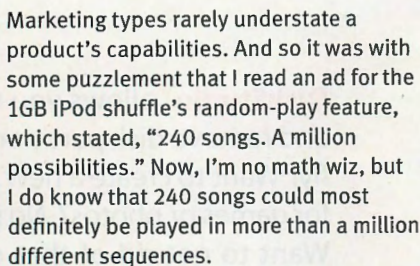 Marketing types rarely understate a
product's capabilities. And so it was with
some puzzlement that I read an ad for the
1GB iPod shuffle's random-play feature,
which stated, “240 songs. A million
possibilities.” Now, I'm no math wiz, but
I do know that 240 songs could most
definitely be played in more than a million
different sequences.